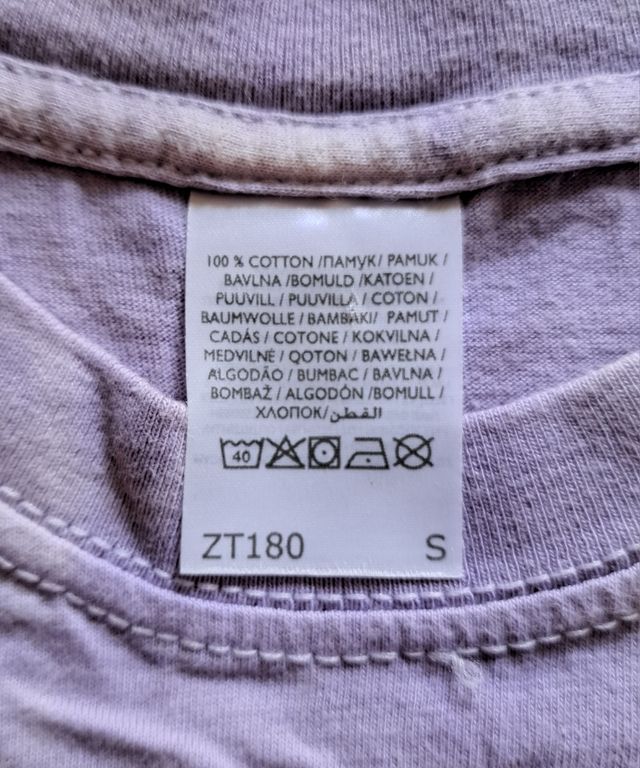 100 % COTTON /ПАМУК/ PAMUK /
BAVLNA /BOMULD /KATOEN /
PUUVILL / PUUVILLA / COTON /
BAUMWOLLE / BAMBAKI/ PAMUT /
CADÁS / COTONE / KOKVILNA /
MEDVILNĖ / QOTON / BAWEŁNA /
ALGODÃO / BUMBAC / BAVLNA /
BOMBAŽ / ALGODÓN /BOMULL /
ХЛОПОК/القطن
40
ZT180 S